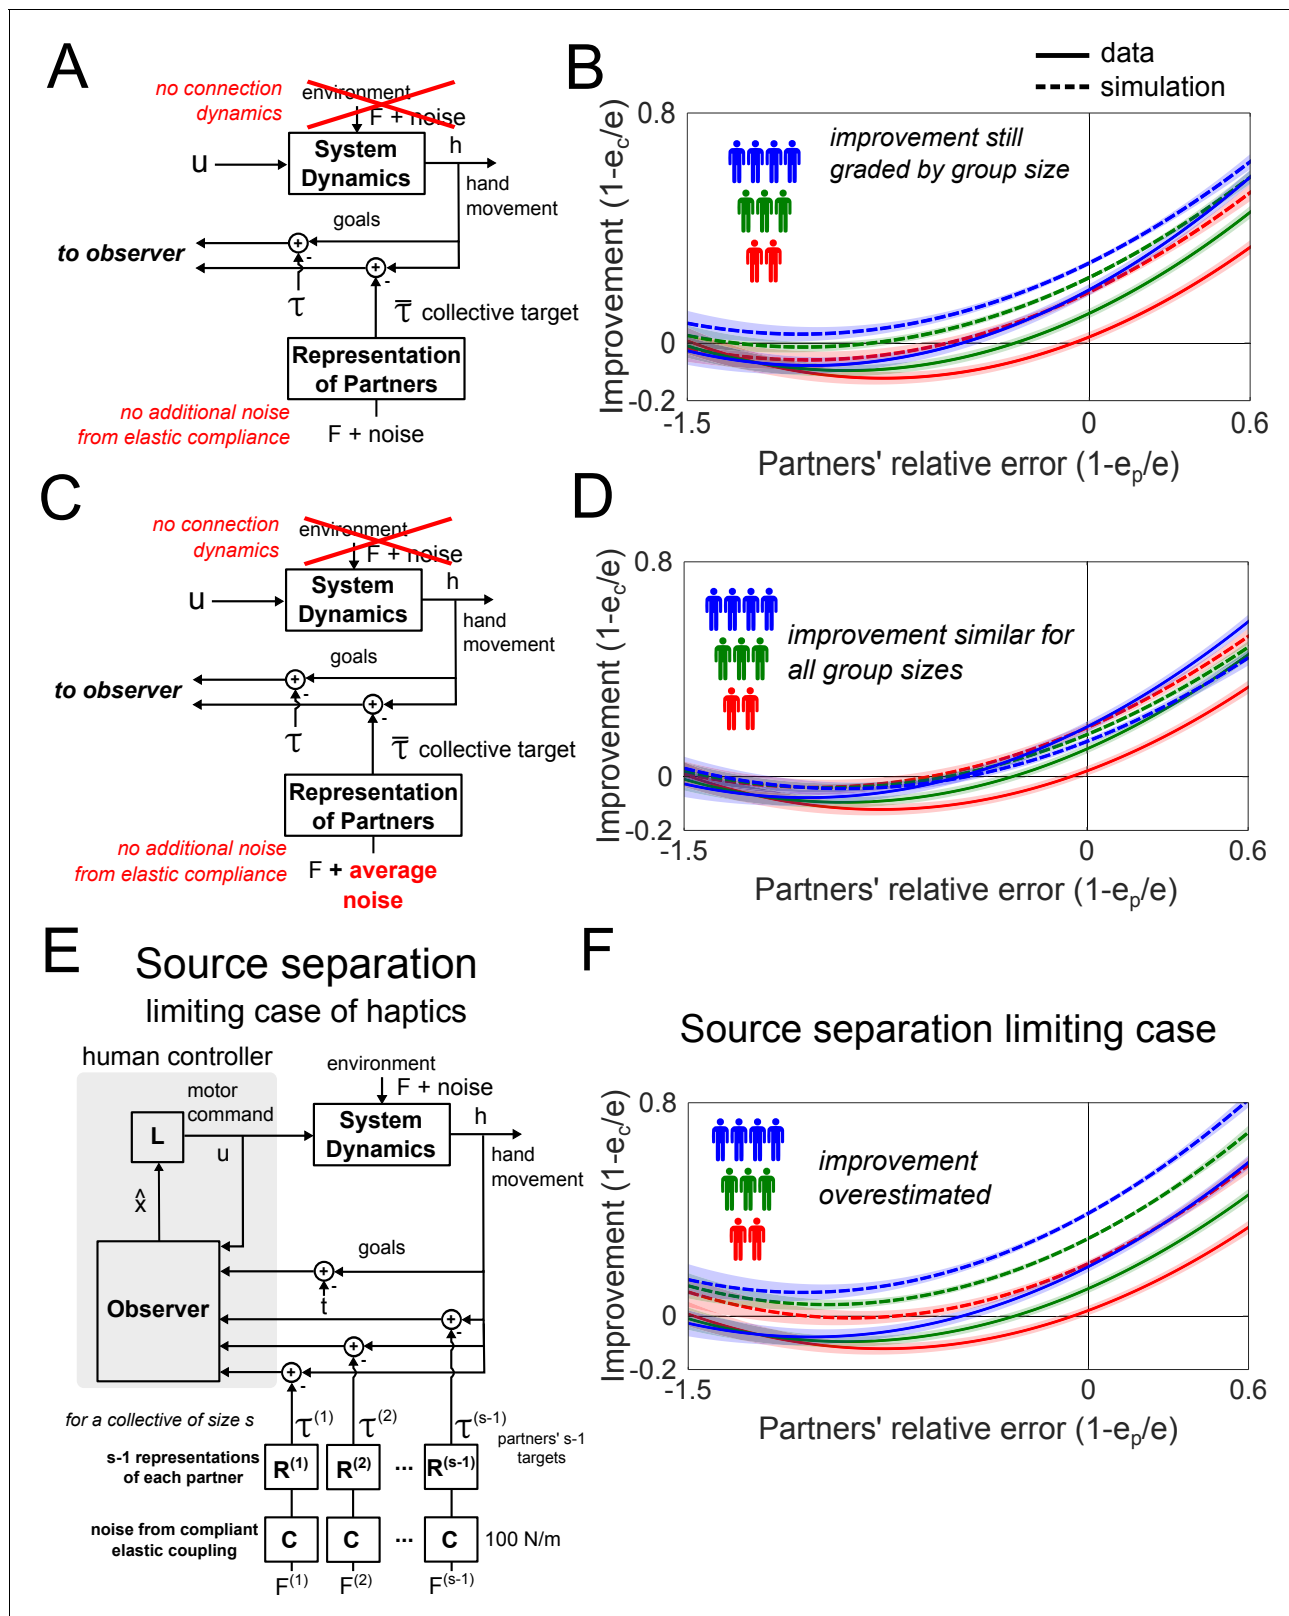 A
no connection
dynamics
environment
F + noise
u
System
Dynamics
h
hand
movement
goals
to observer
+
-
+
-
τ
τ̅ collective target
Representation
of Partners
no additional noise
from elastic compliance
F + noise
B
data
simulation
Improvement (1-e_c/e)
0.8
0
-0.2
improvement still
graded by group size
-1.5
0
0.6
Partners' relative error (1-e_p/e)
C
no connection
dynamics
environment
F + noise
u
System
Dynamics
h
hand
movement
goals
to observer
+
-
+
-
τ
τ̅ collective target
Representation
of Partners
no additional noise
from elastic compliance
F + average
noise
D
Improvement (1-e_c/e)
0.8
0
-0.2
improvement similar for
all group sizes
-1.5
0
0.6
Partners' relative error (1-e_p/e)
E
Source separation
limiting case of haptics
human controller
motor
command
L
u
x̂
Observer
environment
F + noise
System
Dynamics
h
hand
movement
goals
+
-
t
+
-
+
-
+
-
for a collective of size s
τ^(1)
τ^(2)
τ^(s-1)
partners' s-1
targets
s-1 representations
of each partner
R^(1)
R^(2)
...
R^(s-1)
noise from compliant
elastic coupling
C
C
...
C
100 N/m
F^(1)
F^(2)
F^(s-1)
F
Source separation limiting case
Improvement (1-e_c/e)
0.8
0
-0.2
improvement
overestimated
-1.5
0
0.6
Partners' relative error (1-e_p/e)